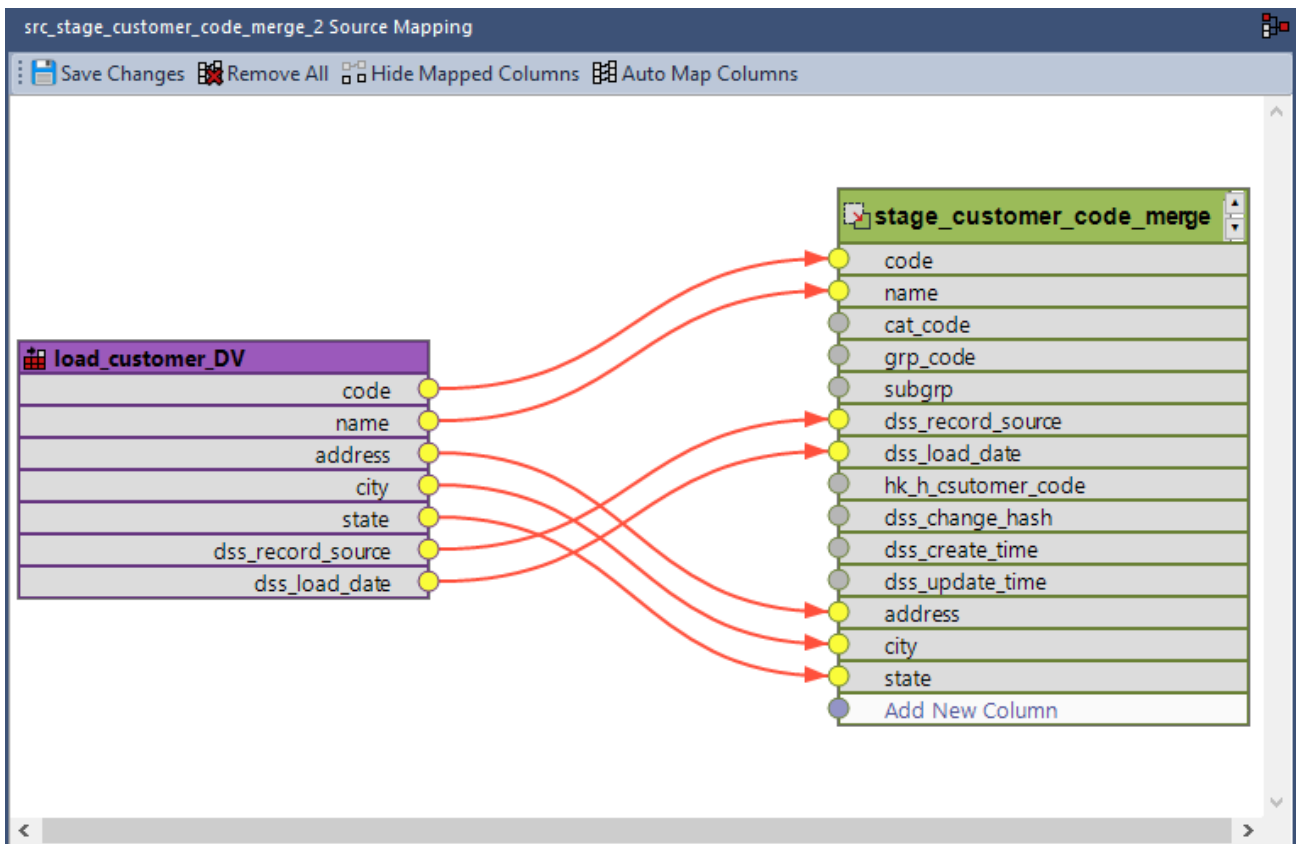 src_stage_customer_code_merge_2 Source Mapping
Save Changes Remove All Hide Mapped Columns Auto Map Columns
load_customer_DV
code
name
address
city
state
dss_record_source
dss_load_date
stage_customer_code_merge
code
name
cat_code
grp_code
subgrp
dss_record_source
dss_load_date
hk_h_csutomer_code
dss_change_hash
dss_create_time
dss_update_time
address
city
state
Add New Column